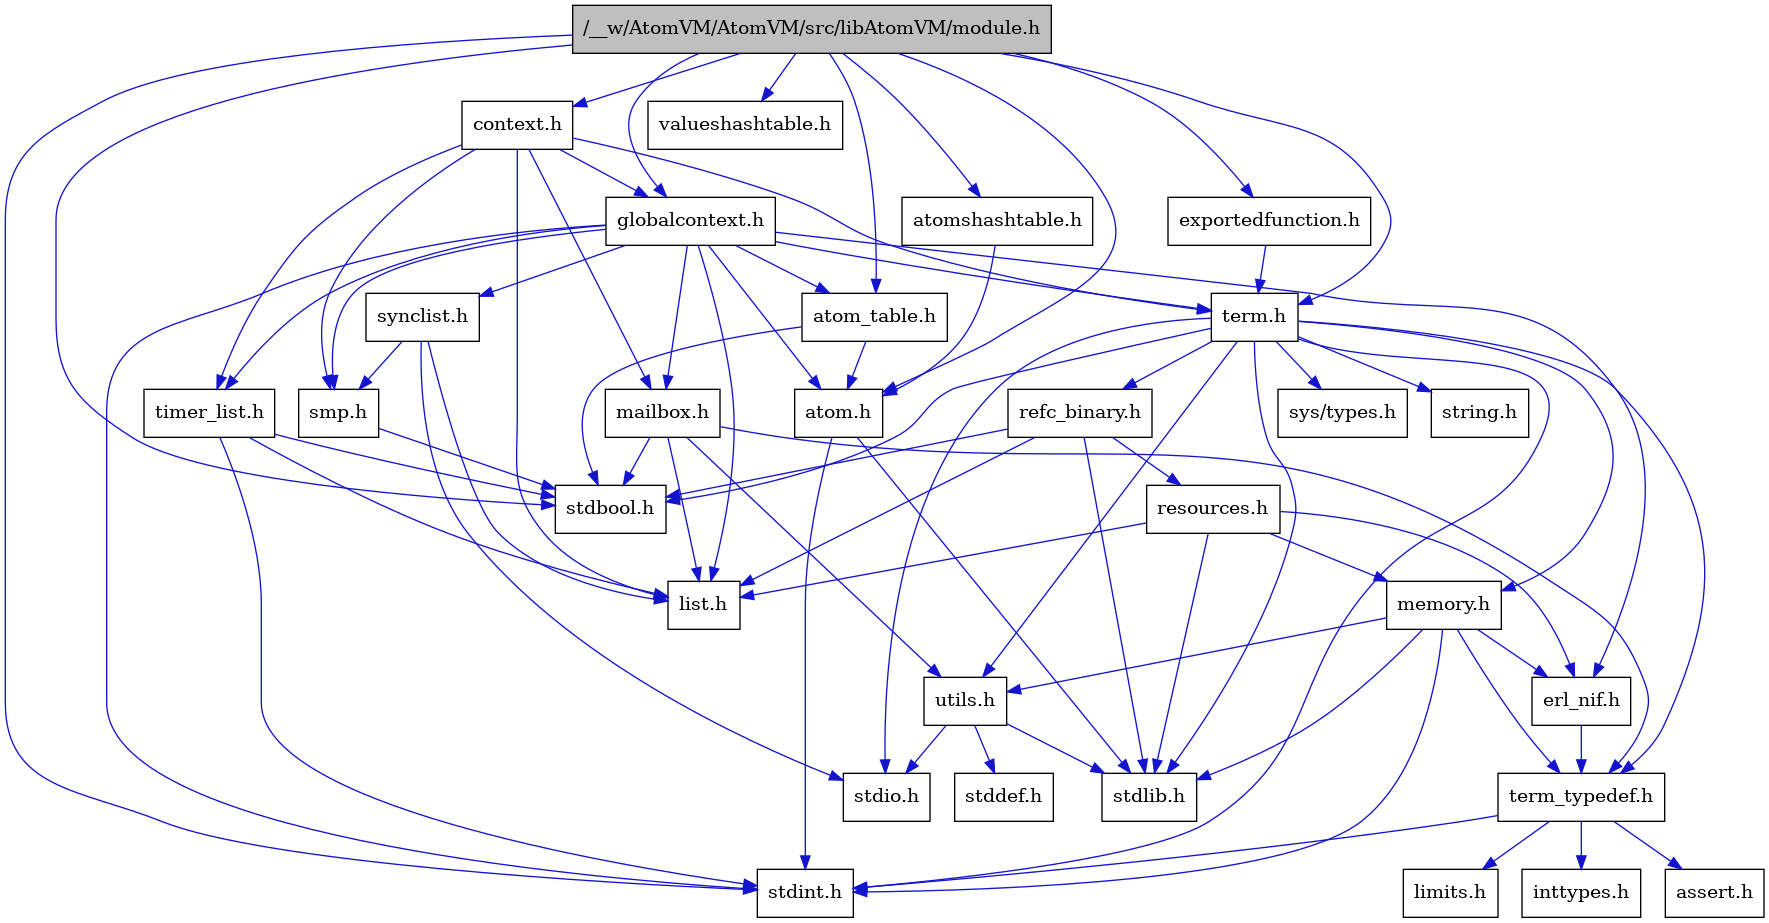 /__w/AtomVM/AtomVM/src/libAtomVM/module.h
context.h
valueshashtable.h
globalcontext.h
atomshashtable.h
exportedfunction.h
synclist.h
atom_table.h
term.h
timer_list.h
smp.h
mailbox.h
atom.h
refc_binary.h
sys/types.h
string.h
stdbool.h
resources.h
list.h
memory.h
utils.h
erl_nif.h
stdio.h
stddef.h
stdlib.h
term_typedef.h
stdint.h
limits.h
inttypes.h
assert.h